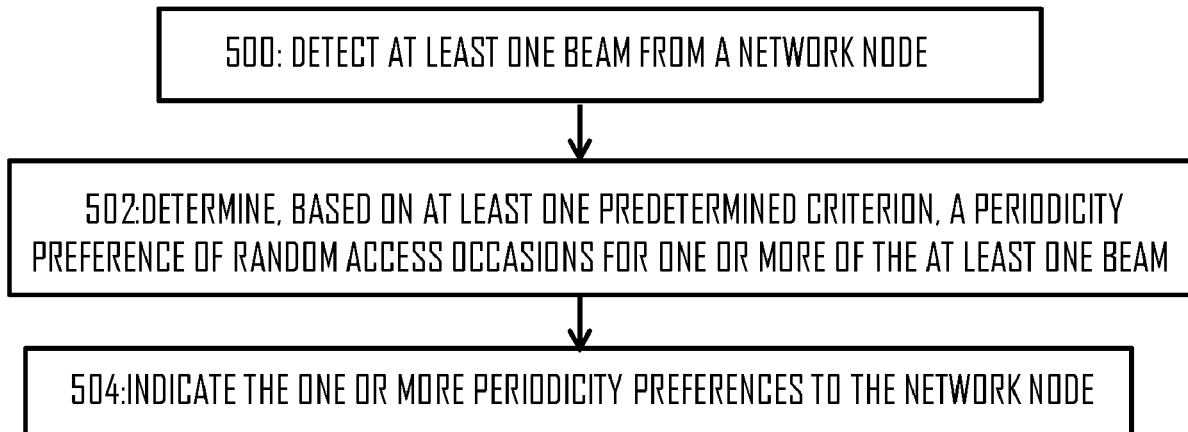 500: DETECT AT LEAST ONE BEAM FROM A NETWORK NODE
502:DETERMINE, BASED ON AT LEAST ONE PREDETERMINED CRITERION, A PERIODICITY
PREFERENCE OF RANDOM ACCESS OCCASIONS FOR ONE OR MORE OF THE AT LEAST ONE BEAM
504:INDICATE THE ONE OR MORE PERIODICITY PREFERENCES TO THE NETWORK NODE